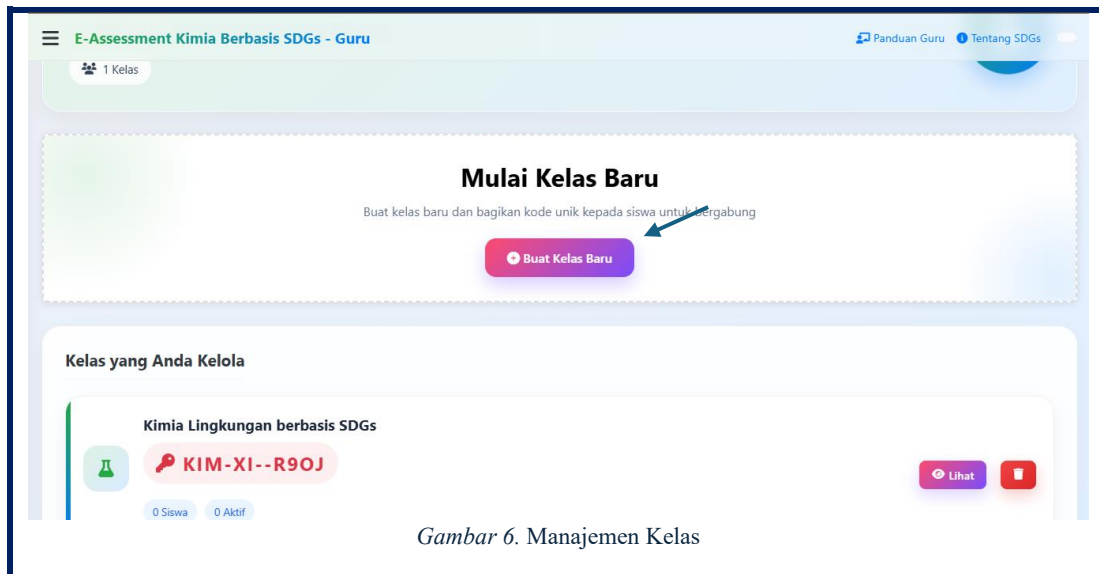 E-Assessment Kimia Berbasis SDGs - Guru
Panduan Guru
Tentang SDGs
1 Kelas
Mulai Kelas Baru
Buat kelas baru dan bagikan kode unik kepada siswa untuk bergabung
Buat Kelas Baru
Kelas yang Anda Kelola
Kimia Lingkungan berbasis SDGs
KIM-XI--R9OJ
Lihat
0 Siswa 0 Aktif
Gambar 6. Manajemen Kelas